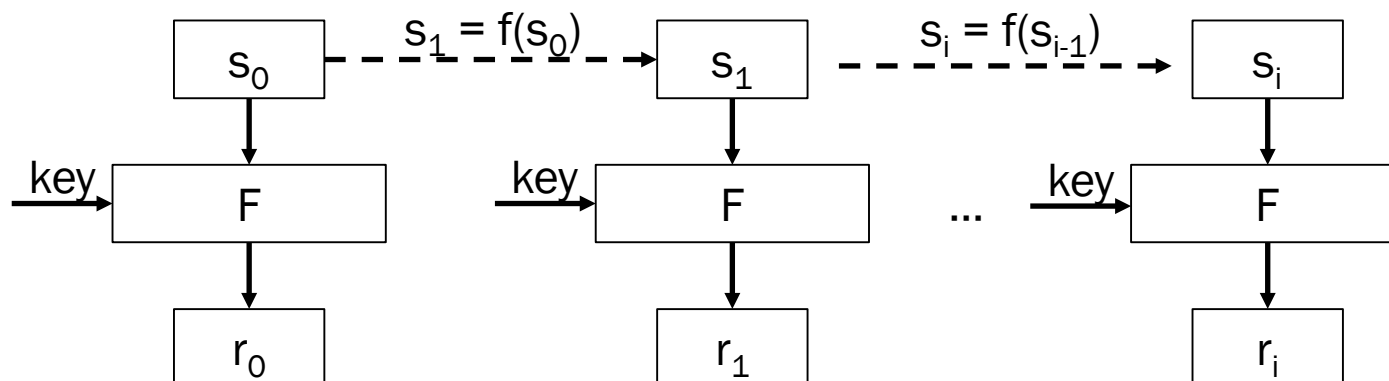 s₁ = f(s₀)
sᵢ = f(sᵢ₋₁)
s₀
s₁
sᵢ
key
F
key
F
...
key
F
r₀
r₁
rᵢ